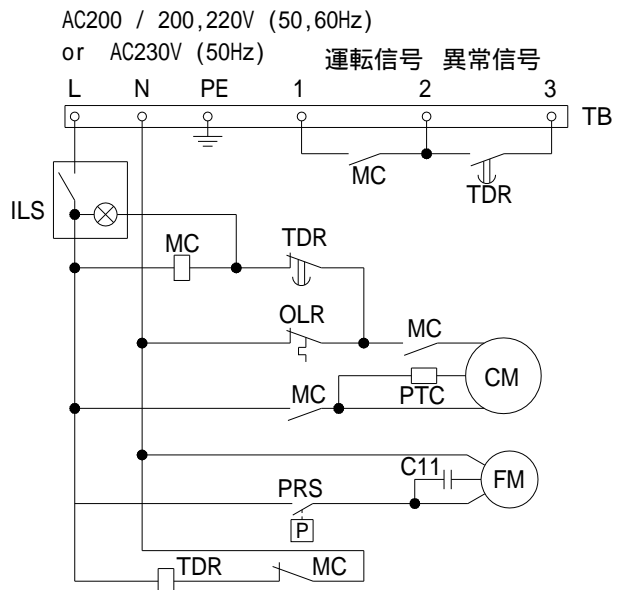 AC200 / 200,220V (50,60Hz)
or AC230V (50Hz)
運転信号 異常信号
L N PE 1 2 3
TB
MC
TDR
ILS
MC
TDR
OLR
MC
CM
PTC
MC
C11
FM
PRS
P
TDR
MC